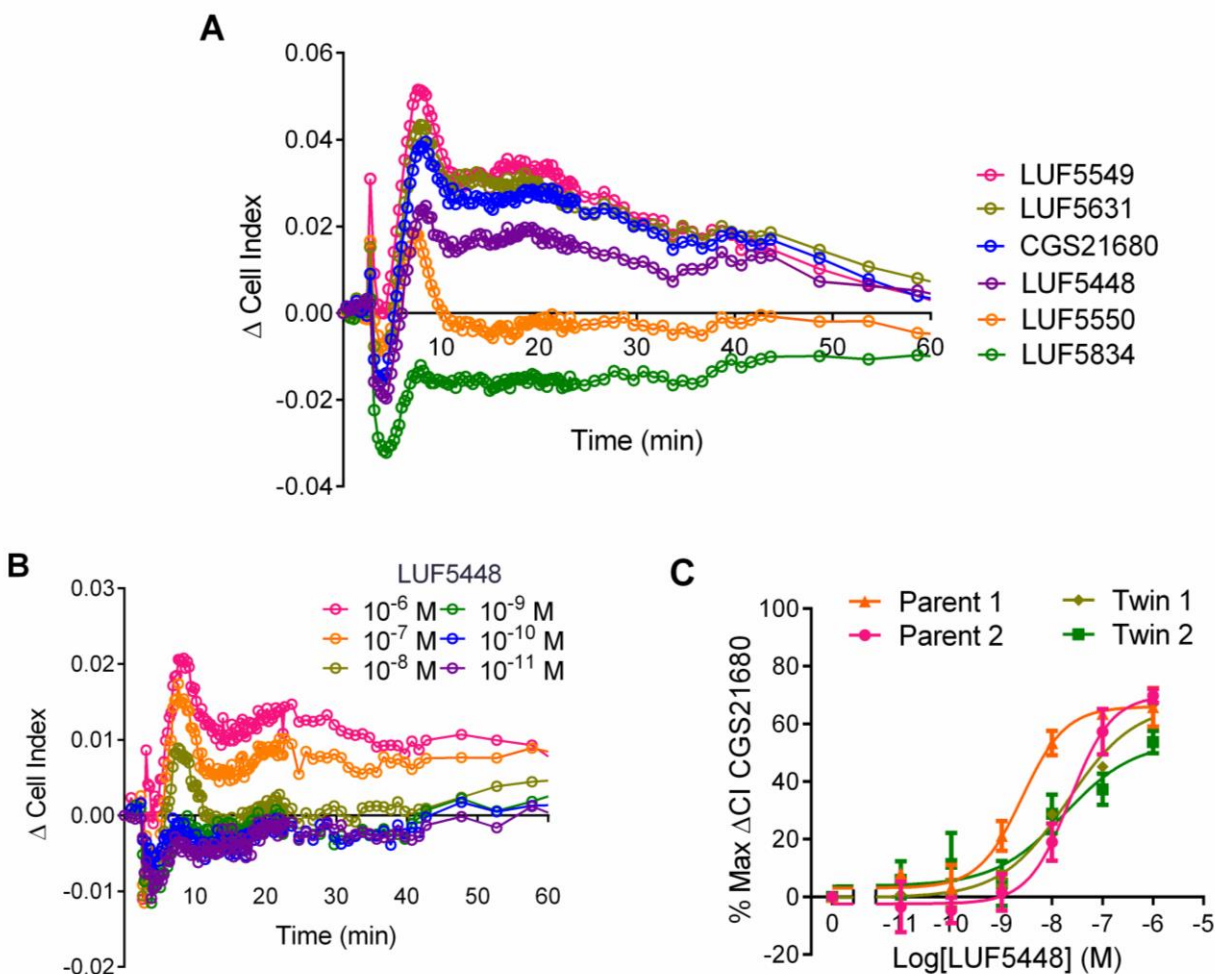 A
0.06
0.04
0.02
0.00
-0.02
-0.04
Δ Cell Index
10 20 30 40 50 60
Time (min)
LUF5549
LUF5631
CGS21680
LUF5448
LUF5550
LUF5834
B
LUF5448
10⁻⁶ M 10⁻⁹ M
10⁻⁷ M 10⁻¹⁰ M
10⁻⁸ M 10⁻¹¹ M
0.03
0.02
0.01
0.00
-0.01
-0.02
Δ Cell Index
10 20 30 40 50 60
Time (min)
C
Parent 1 Twin 1
Parent 2 Twin 2
100
80
60
40
20
0
-20
% Max ΔCI CGS21680
0 -11 -10 -9 -8 -7 -6 -5
Log[LUF5448] (M)